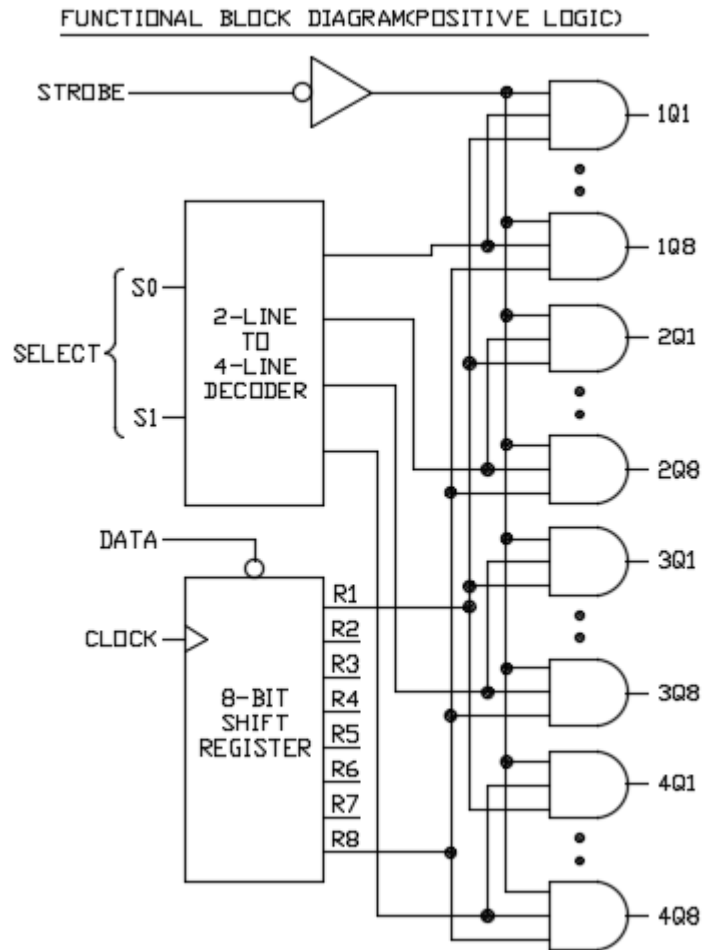 FUNCTIONAL BLOCK DIAGRAM(POSITIVE LOGIC)
STROBE
1Q1
1Q8
S0
2-LINE
TO
4-LINE
DECODER
SELECT
S1
2Q1
2Q8
DATA
CLOCK
8-BIT
SHIFT
REGISTER
R1
R2
R3
R4
R5
R6
R7
R8
3Q1
3Q8
4Q1
4Q8